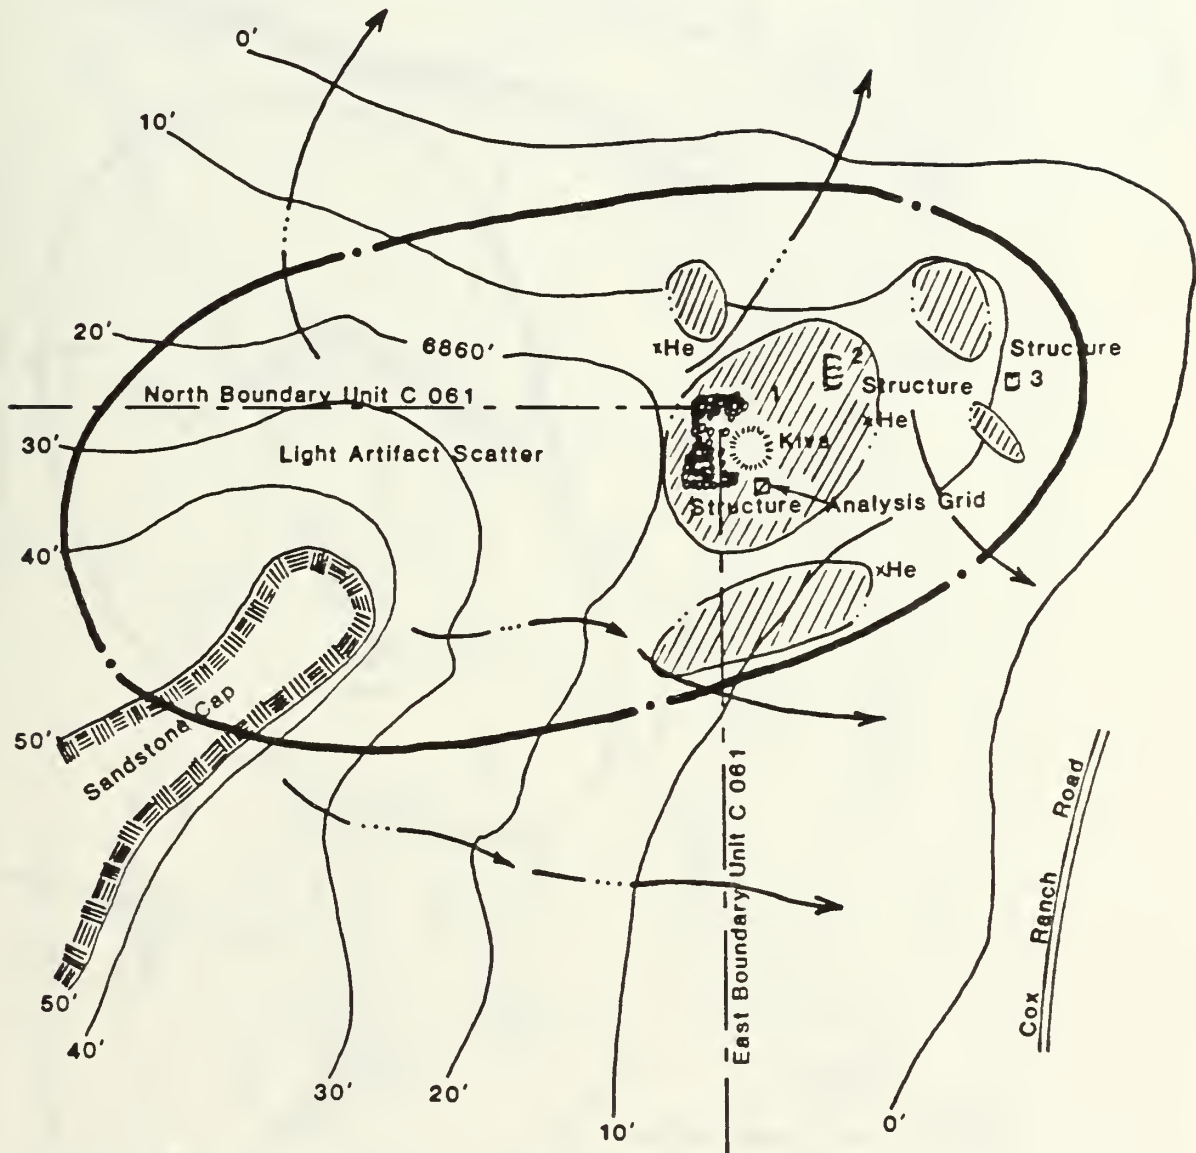 0'
10'
20'
6860'
xHe
Structure
3
2
Structure
1
North Boundary Unit C 061
xHe
30'
Kiva
Light Artifact Scatter
Structure
Analysis Grid
40'
xHe
Sandstone Cap
50'
East Boundary Unit C 061
Cox Ranch Road
50'
40'
30'
20'
10'
0'